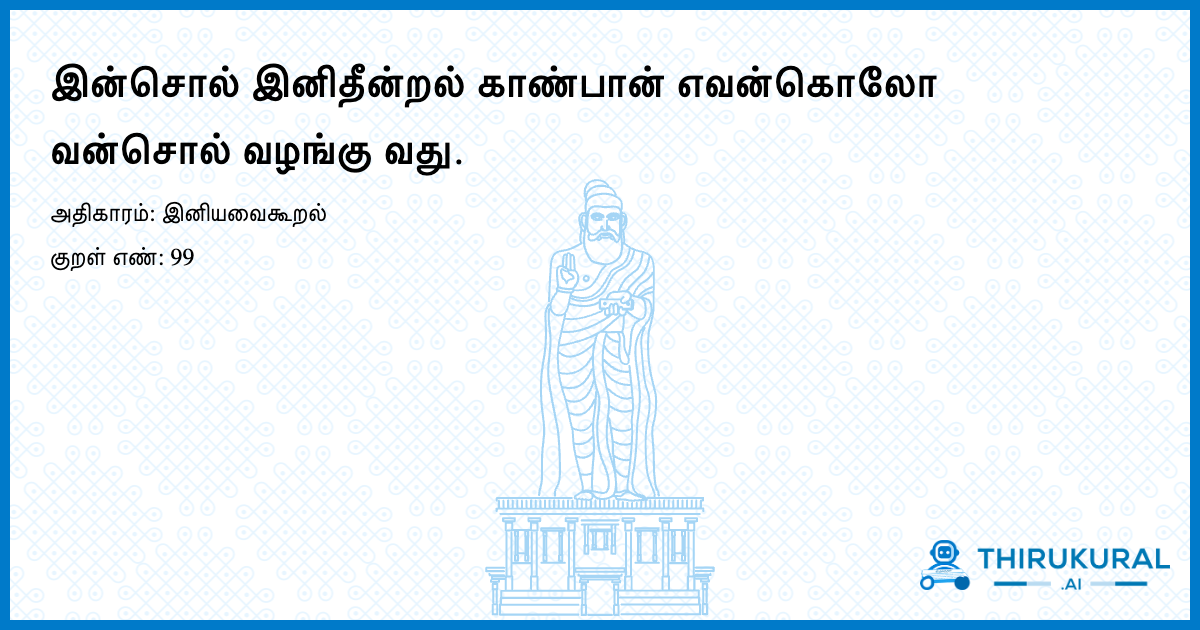 இன்சொல் இனிதீன்றல் காண்பான் எவன்கொலோ
வன்சொல் வழங்கு வது.
அதிகாரம்: இனியவைகூறல்
குறள் எண்: 99
THIRUKURAL
.AI